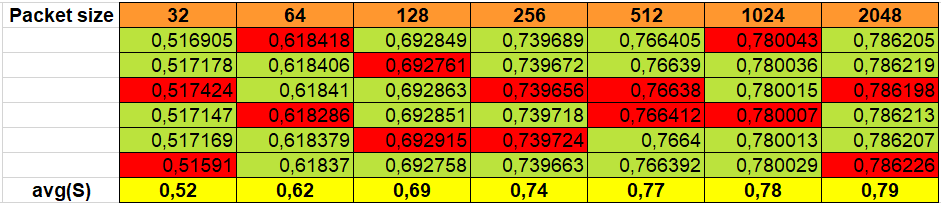 Packet size 32 64 128 256 512 1024 2048
0,516905 0,618418 0,692849 0,739689 0,766405 0,780043 0,786205
0,517178 0,618406 0,692761 0,739672 0,76639 0,780036 0,786219
0,517424 0,61841 0,692863 0,739656 0,76638 0,780015 0,786198
0,517147 0,618286 0,692851 0,739718 0,766412 0,780007 0,786213
0,517169 0,618379 0,692915 0,739724 0,7664 0,780013 0,786207
0,51591 0,61837 0,692758 0,739663 0,766392 0,780029 0,786226
avg(S) 0,52 0,62 0,69 0,74 0,77 0,78 0,79